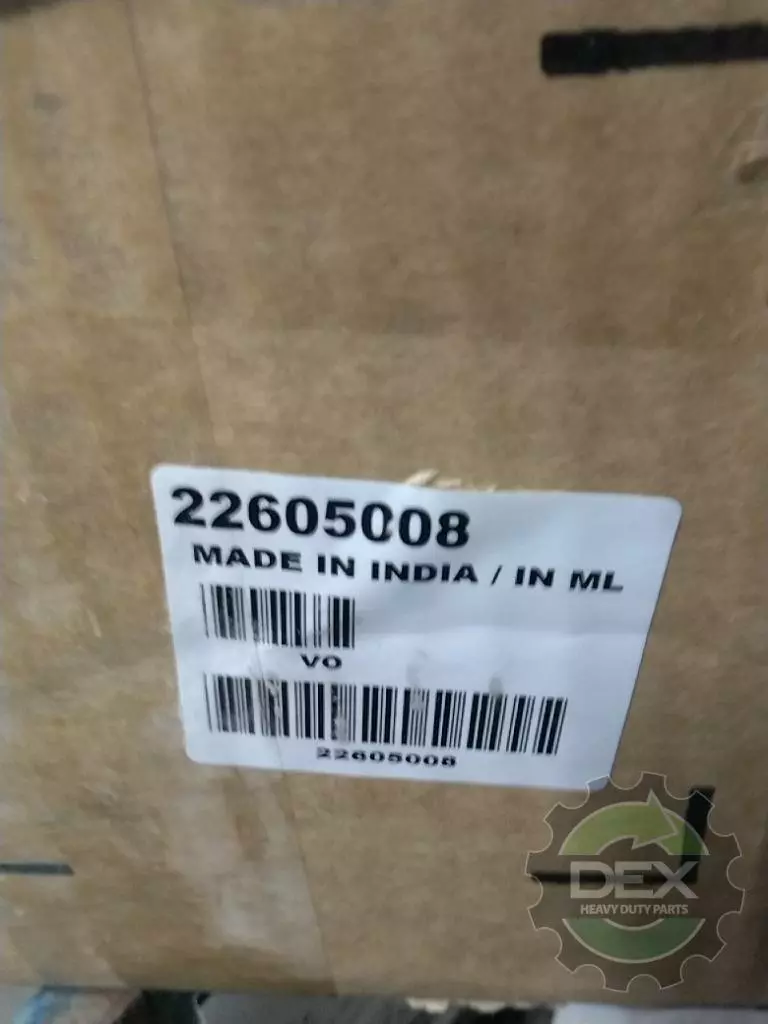 22605008
MADE IN INDIA / IN ML
VO
22605008
DEX
HEAVY DUTY PARTS